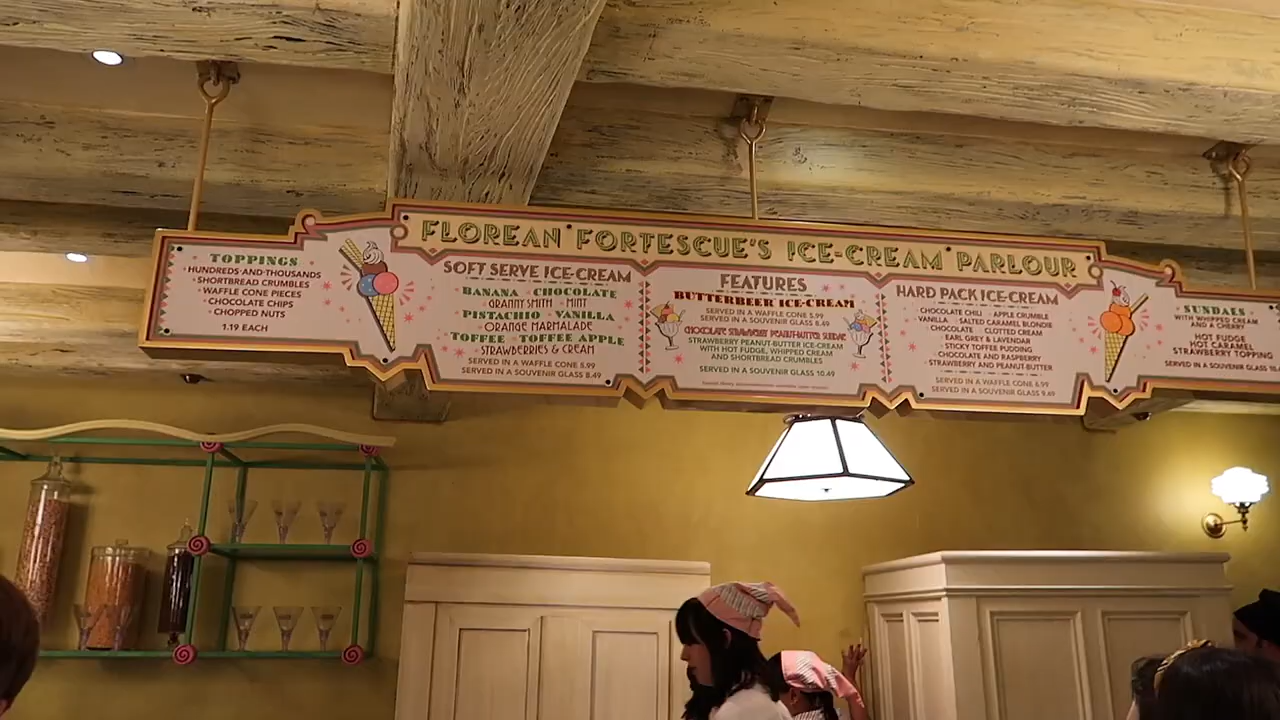 FLOREAN FORTESCUE'S ICE-CREAM PARLOUR
TOPPINGS
HUNDREDS-AND-THOUSANDS
SHORTBREAD CRUMBLES
WAFFLE CONE PIECES
CHOCOLATE CHIPS
CHOPPED NUTS
1.19 EACH
SOFT SERVE ICE-CREAM
BANANA CHOCOLATE
GRANNY SMITH MINT
PISTACHIO VANILLA
ORANGE MARMALADE
TOFFEE TOFFEE APPLE
STRAWBERRIES & CREAM
SERVED IN A WAFFLE CONE 5.99
SERVED IN A SOUVENIR GLASS 8.49
FEATURES
BUTTERBEER ICE-CREAM
SERVED IN A WAFFLE CONE 5.99
SERVED IN A SOUVENIR GLASS 8.49
CHOCOLATE STRAWBERRY PEANUT-BUTTER SUNDAE
STRAWBERRY PEANUT-BUTTER ICE-CREAM
WITH HOT FUDGE, WHIPPED CREAM
AND SHORTBREAD CRUMBLES
SERVED IN A SOUVENIR GLASS 10.49
HARD PACK ICE-CREAM
CHOCOLATE CHILI APPLE CRUMBLE
VANILLA SALTED CARAMEL BLONDIE
CHOCOLATE CLOTTED CREAM
EARL GREY & LAVENDAR
STICKY TOFFEE PUDDING
CHOCOLATE AND RASPBERRY
STRAWBERRY AND PEANUT-BUTTER
SERVED IN A WAFFLE CONE 6.99
SERVED IN A SOUVENIR GLASS 9.49
SUNDAES
WITH WHIPPED CREAM
AND A CHERRY
HOT FUDGE
HOT CARAMEL
STRAWBERRY TOPPING
SERVED IN A SOUVENIR GLASS